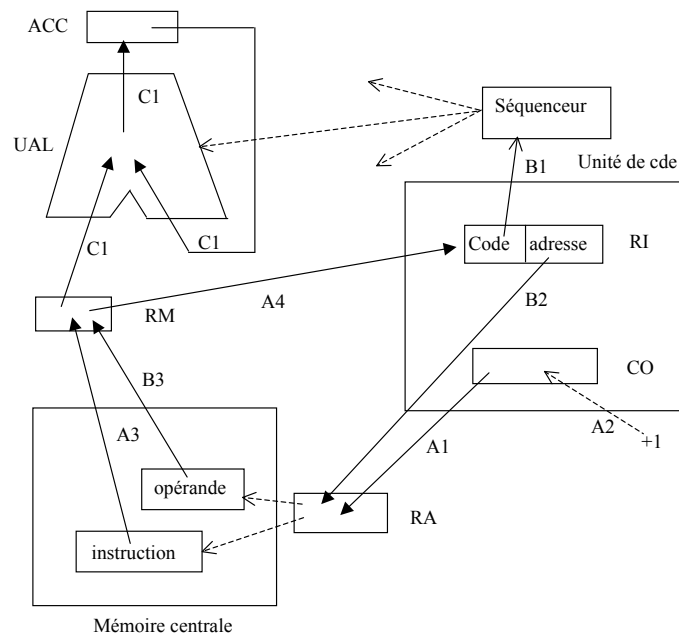 ACC
C1
Séquenceur
UAL
B1
Unité de cde
C1
C1
Code
adresse
RI
A4
B2
RM
B3
CO
A3
A1
A2
+1
opérande
RA
instruction
Mémoire centrale